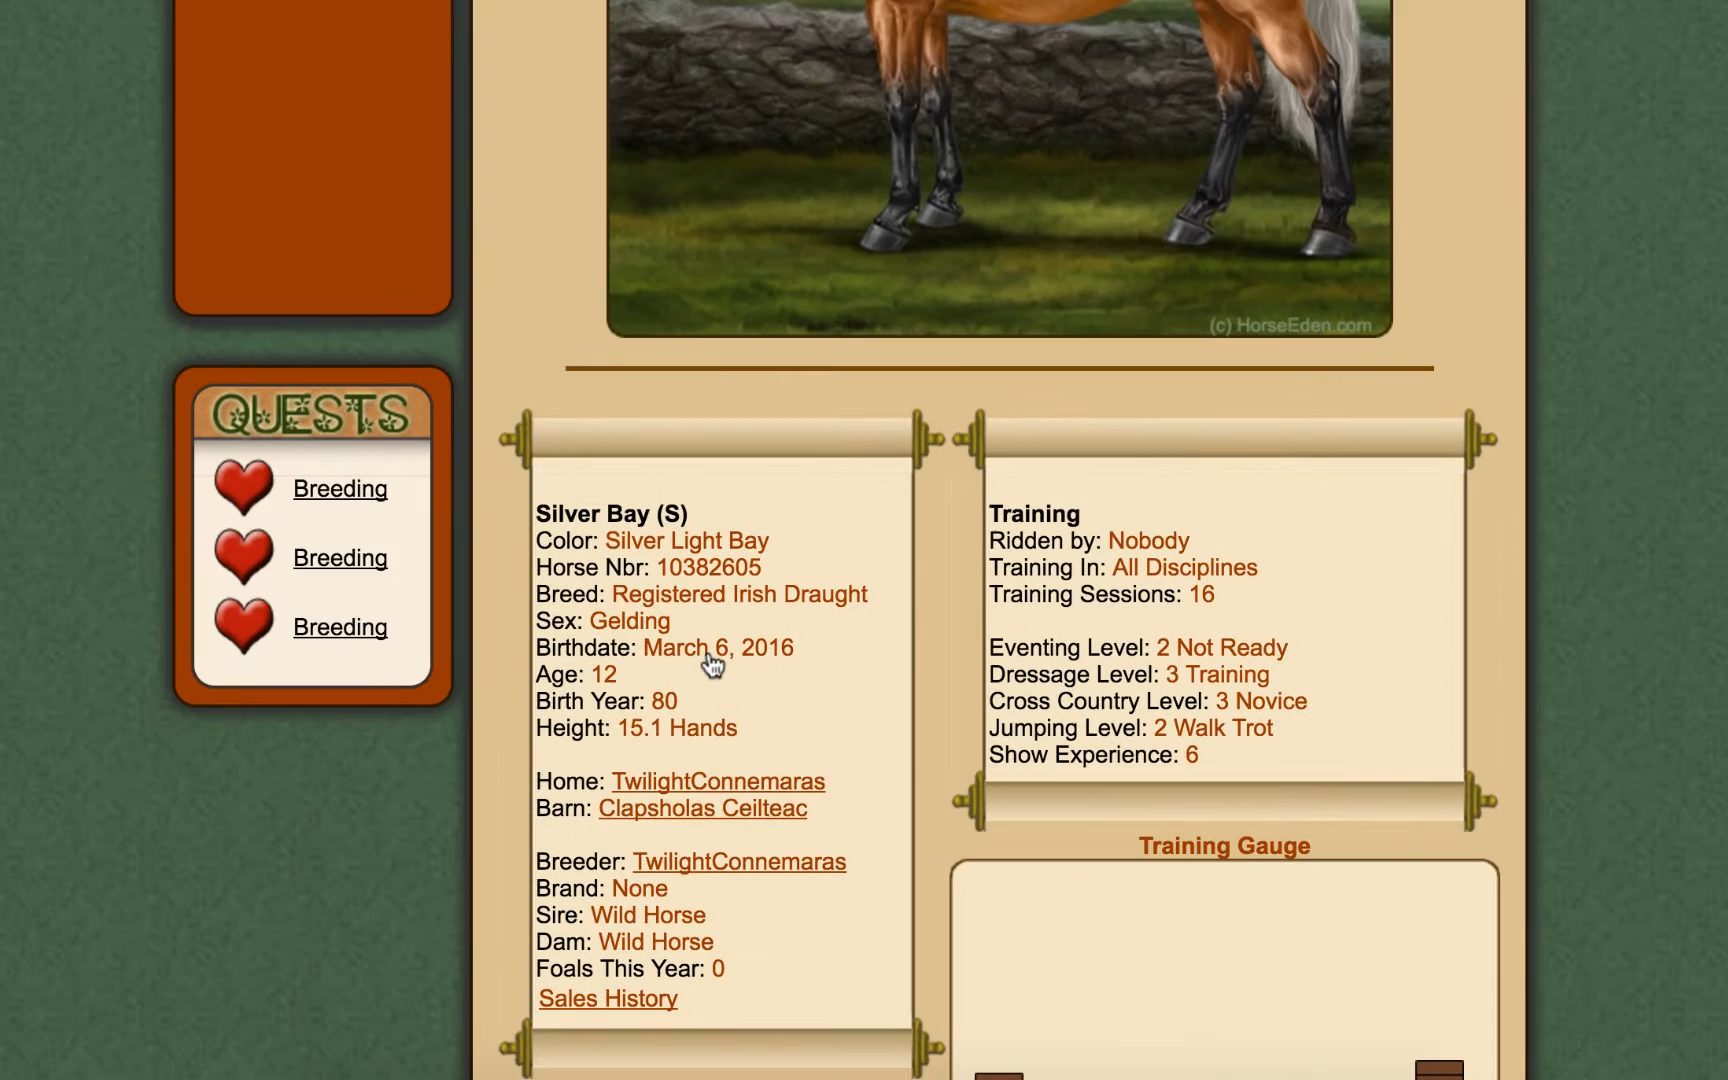 (c) HorseEden.com
QUESTS
Breeding
Breeding
Breeding
Silver Bay (S)
Color: Silver Light Bay
Horse Nbr: 10382605
Breed: Registered Irish Draught
Sex: Gelding
Birthdate: March 6, 2016
Age: 12
Birth Year: 80
Height: 15.1 Hands
Home: TwilightConnemaras
Barn: Clapsholas Ceilteac
Breeder: TwilightConnemaras
Brand: None
Sire: Wild Horse
Dam: Wild Horse
Foals This Year: 0
Sales History
Training
Ridden by: Nobody
Training In: All Disciplines
Training Sessions: 16
Eventing Level: 2 Not Ready
Dressage Level: 3 Training
Cross Country Level: 3 Novice
Jumping Level: 2 Walk Trot
Show Experience: 6
Training Gauge